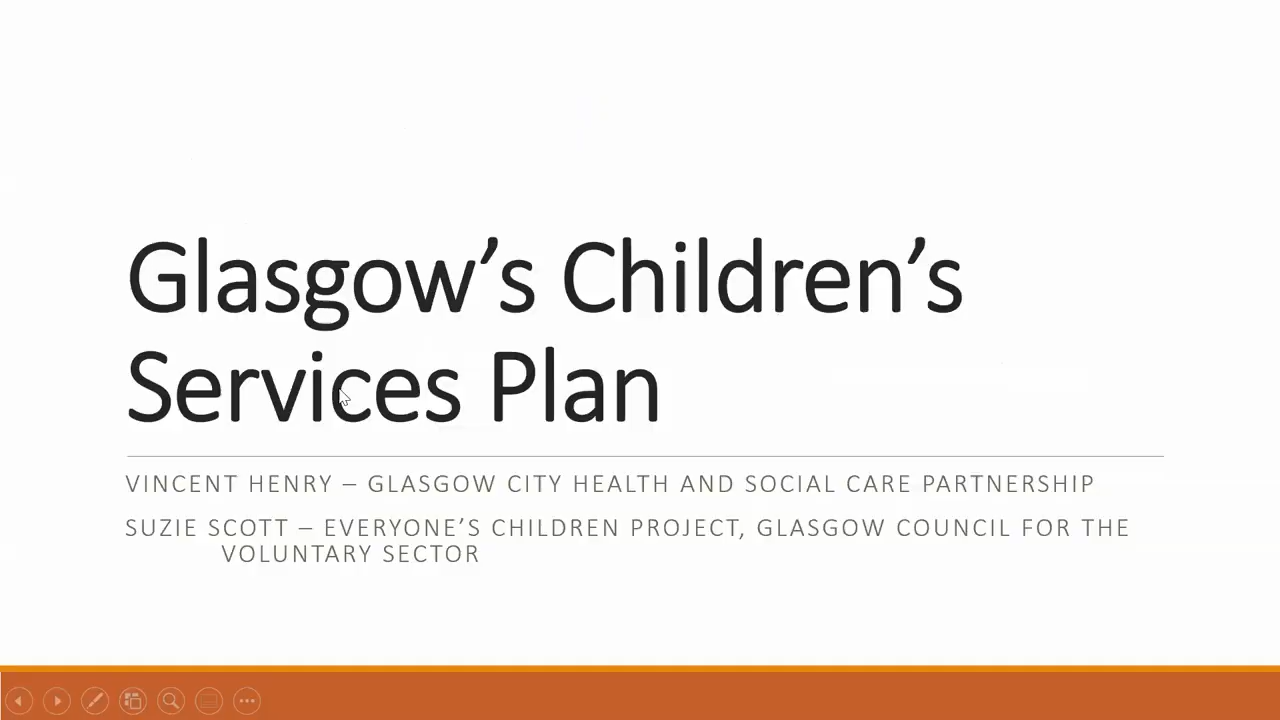 Glasgow’s Children’s
Services Plan
VINCENT HENRY – GLASGOW CITY HEALTH AND SOCIAL CARE PARTNERSHIP
SUZIE SCOTT – EVERYONE’S CHILDREN PROJECT, GLASGOW COUNCIL FOR THE
VOLUNTARY SECTOR